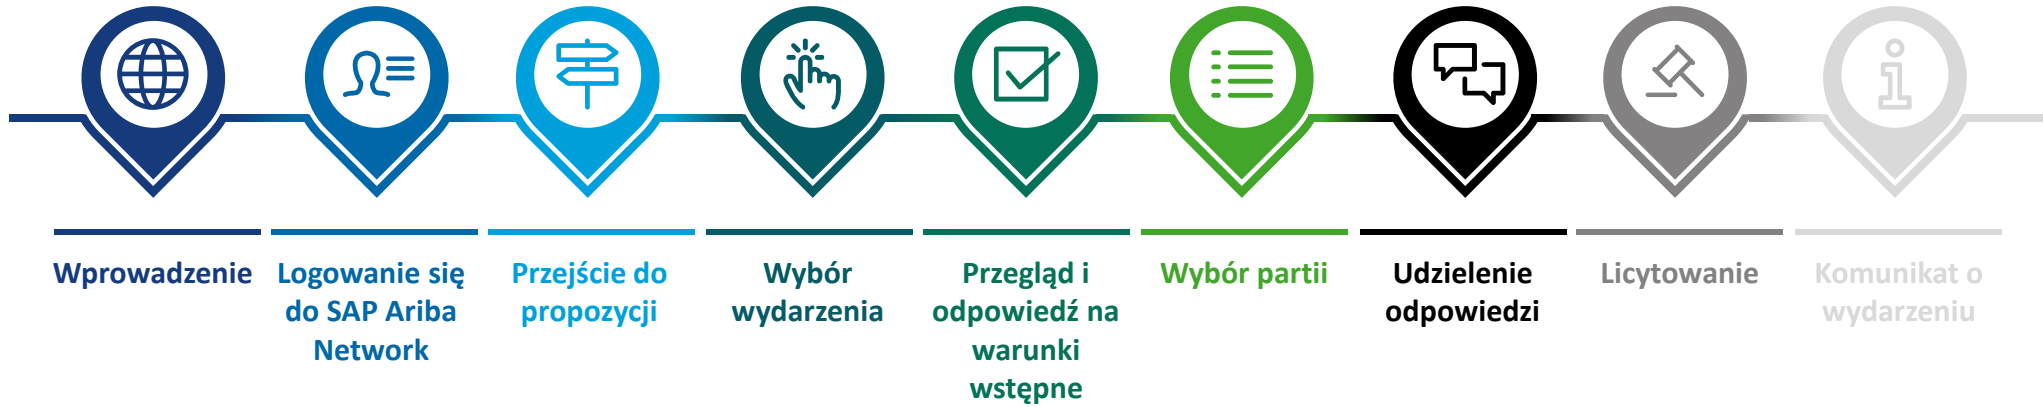 Wprowadzenie
Logowanie się
do SAP Ariba
Network
Przejście do
propozycji
Wybór
wydarzenia
Przegląd i
odpowiedź na
warunki
wstępne
Wybór partii
Udzielenie
odpowiedzi
Licytowanie
Komunikat o
wydarzeniu